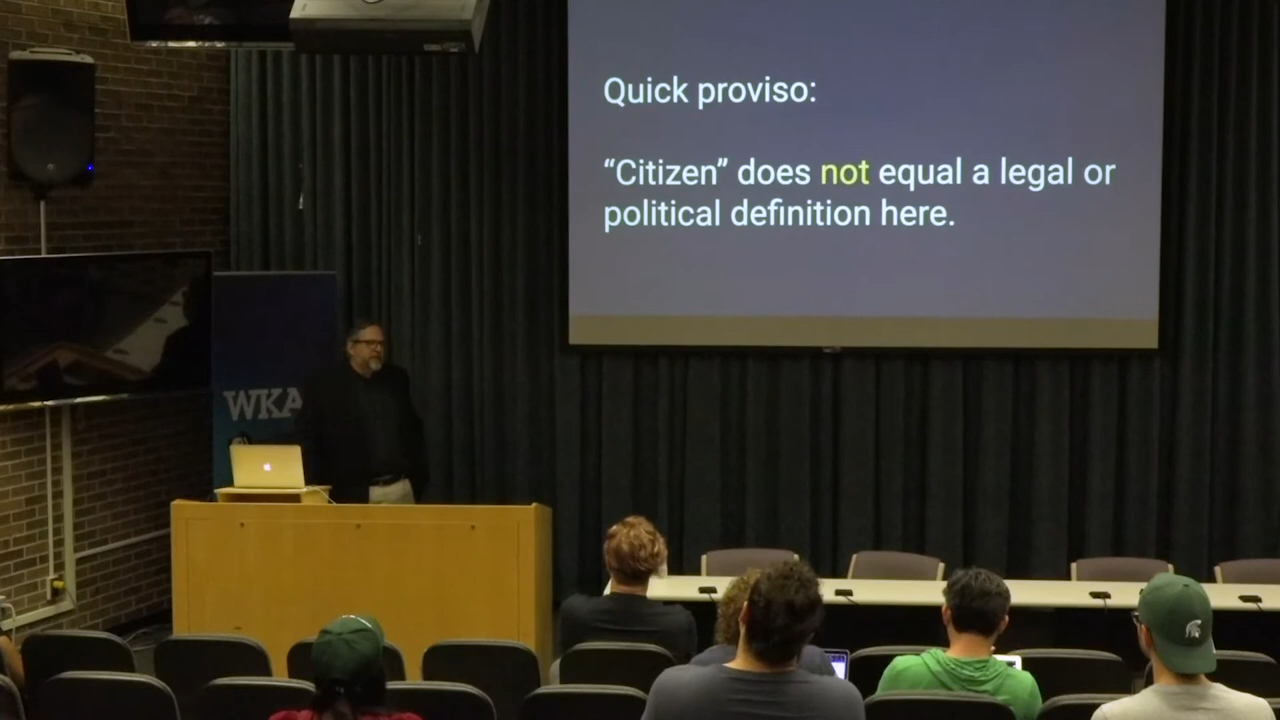 Quick proviso:
“Citizen” does not equal a legal or
political definition here.
WKA